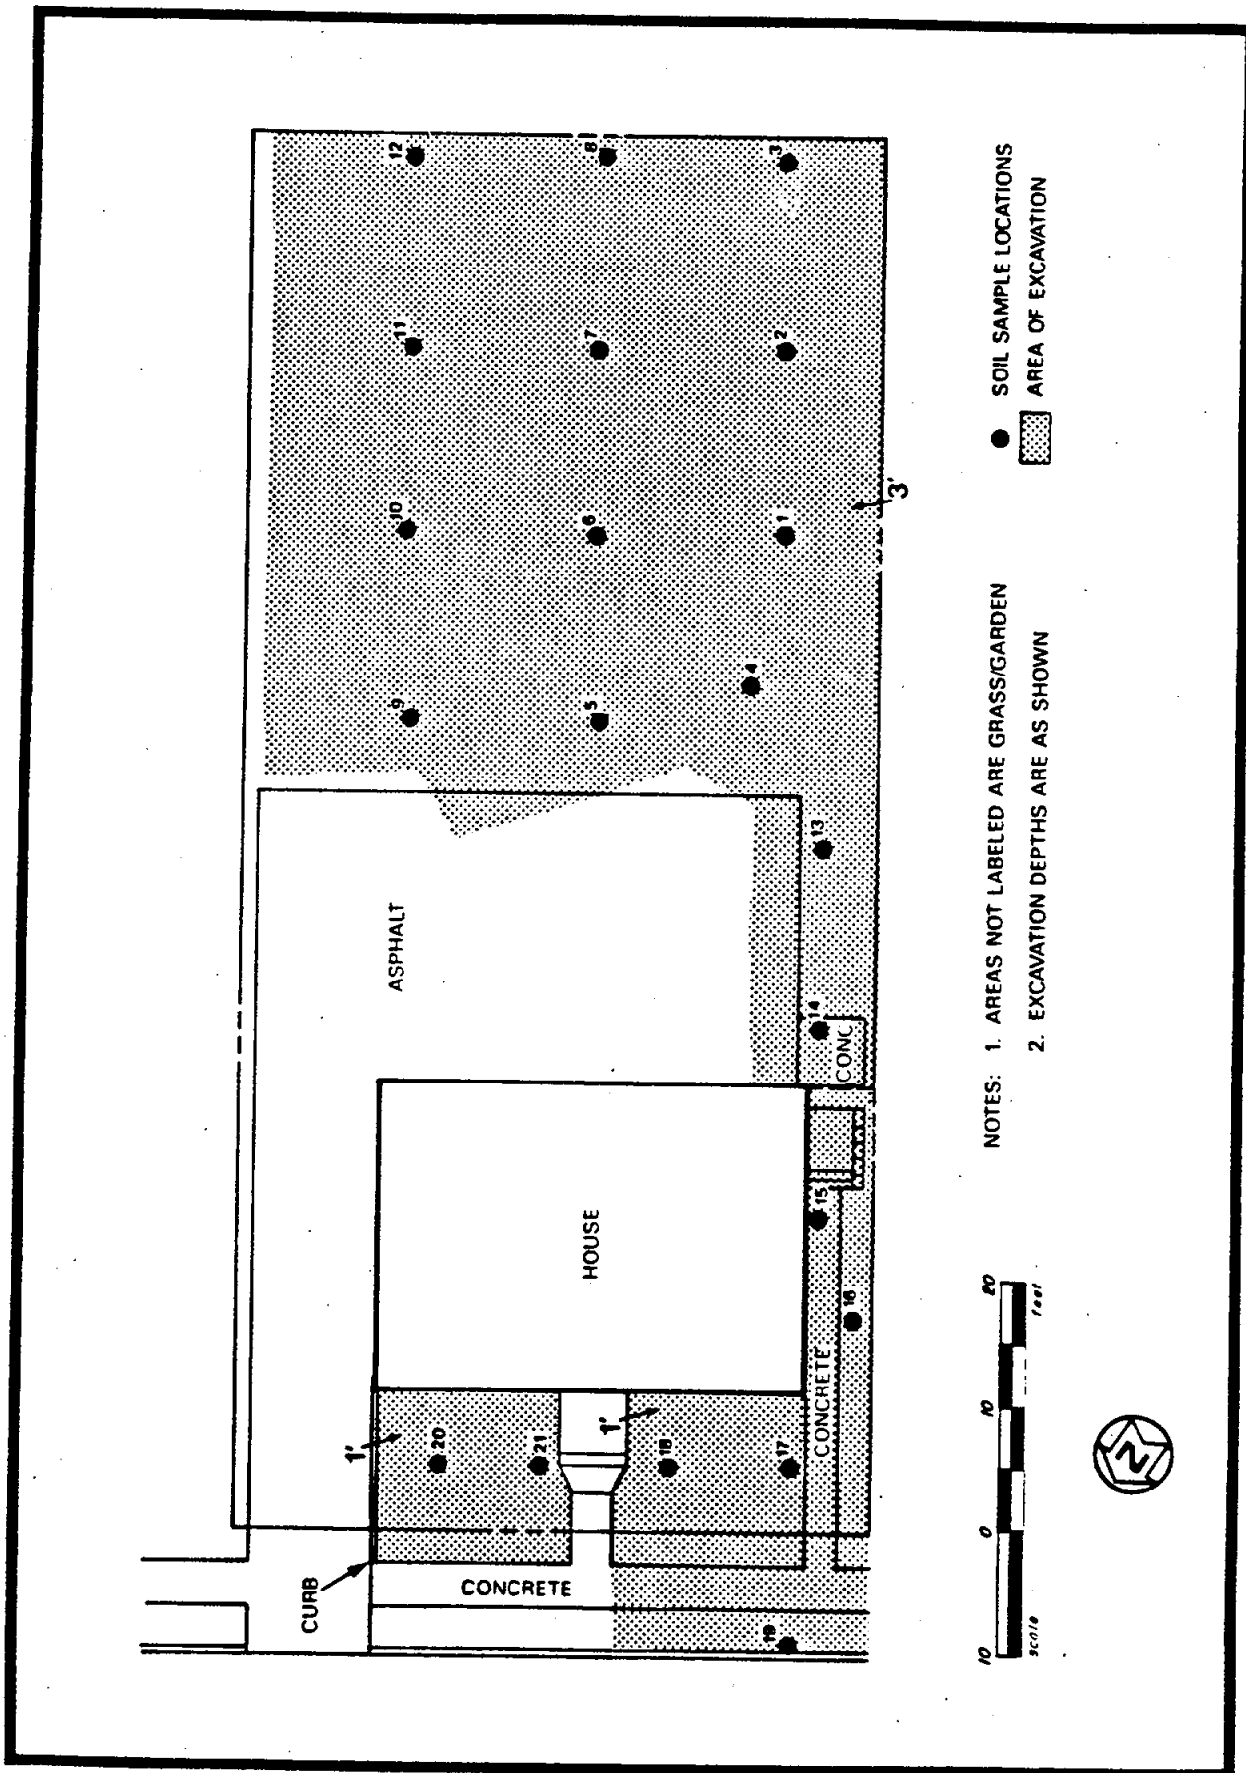 12
8
3
11
7
2
10
6
1
3'
9
5
4
13
14
ASPHALT
CONC
HOUSE
15
16
CONCRETE
1'
20
21
1'
18
17
CURB
CONCRETE
19
SOIL SAMPLE LOCATIONS
AREA OF EXCAVATION
NOTES: 1. AREAS NOT LABELED ARE GRASS/GARDEN
2. EXCAVATION DEPTHS ARE AS SHOWN
10 0 10 20
scale feet
N